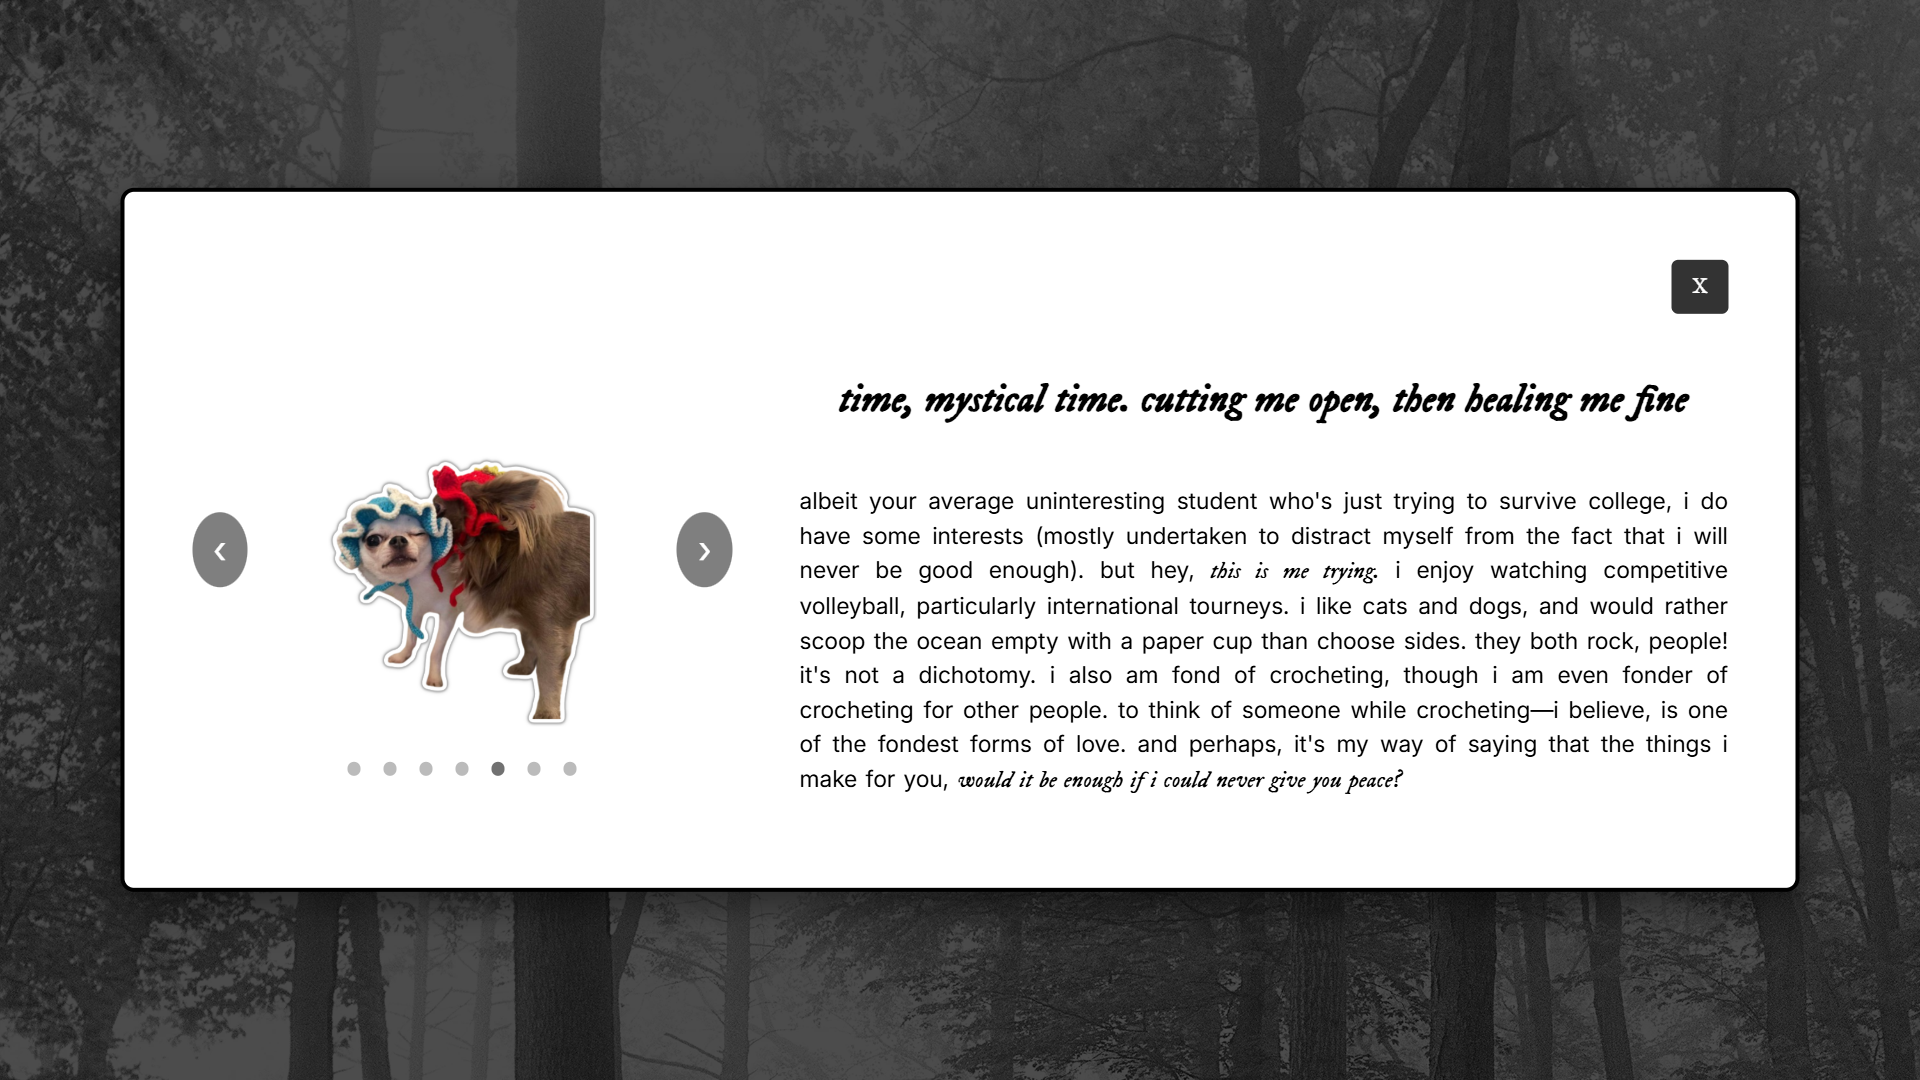 x
time, mystical time. cutting me open, then healing me fine
albeit your average uninteresting student who's just trying to survive college, i do
have some interests (mostly undertaken to distract myself from the fact that i will
never be good enough). but hey, this is me trying. i enjoy watching competitive
volleyball, particularly international tourneys. i like cats and dogs, and would rather
scoop the ocean empty with a paper cup than choose sides. they both rock, people!
it's not a dichotomy. i also am fond of crocheting, though i am even fonder of
crocheting for other people. to think of someone while crocheting—i believe, is one
of the fondest forms of love. and perhaps, it's my way of saying that the things i
make for you, would it be enough if i could never give you peace?